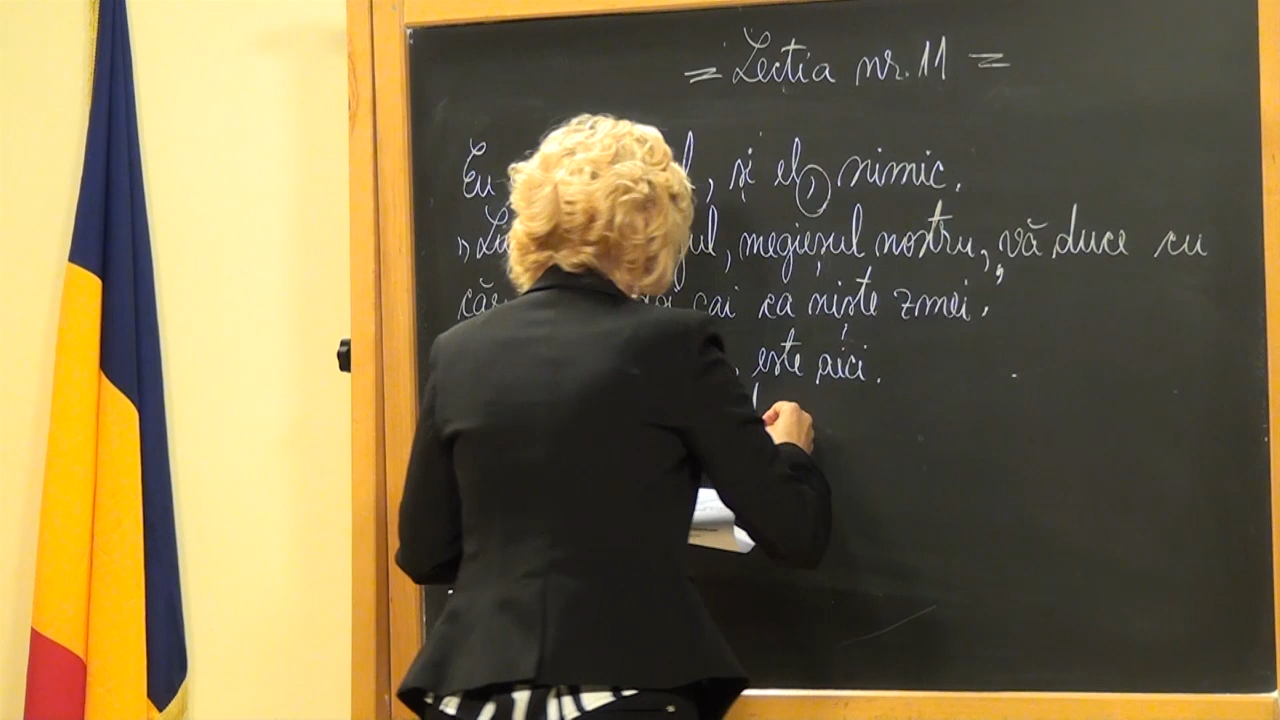 = Lecția nr. 11 =
Eu , și el, nimic.
megieșul nostru, vă duce cu
cai ca niște zmei.”
, este aici.